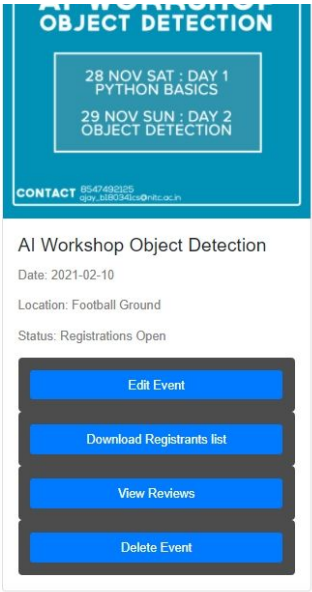 AI WORKSHOP
OBJECT DETECTION
28 NOV SAT : DAY 1
PYTHON BASICS
29 NOV SUN : DAY 2
OBJECT DETECTION
CONTACT 8547492125
ajay_b180341cs@nitc.ac.in
AI Workshop Object Detection
Date: 2021-02-10
Location: Football Ground
Status: Registrations Open
Edit Event
Download Registrants list
View Reviews
Delete Event